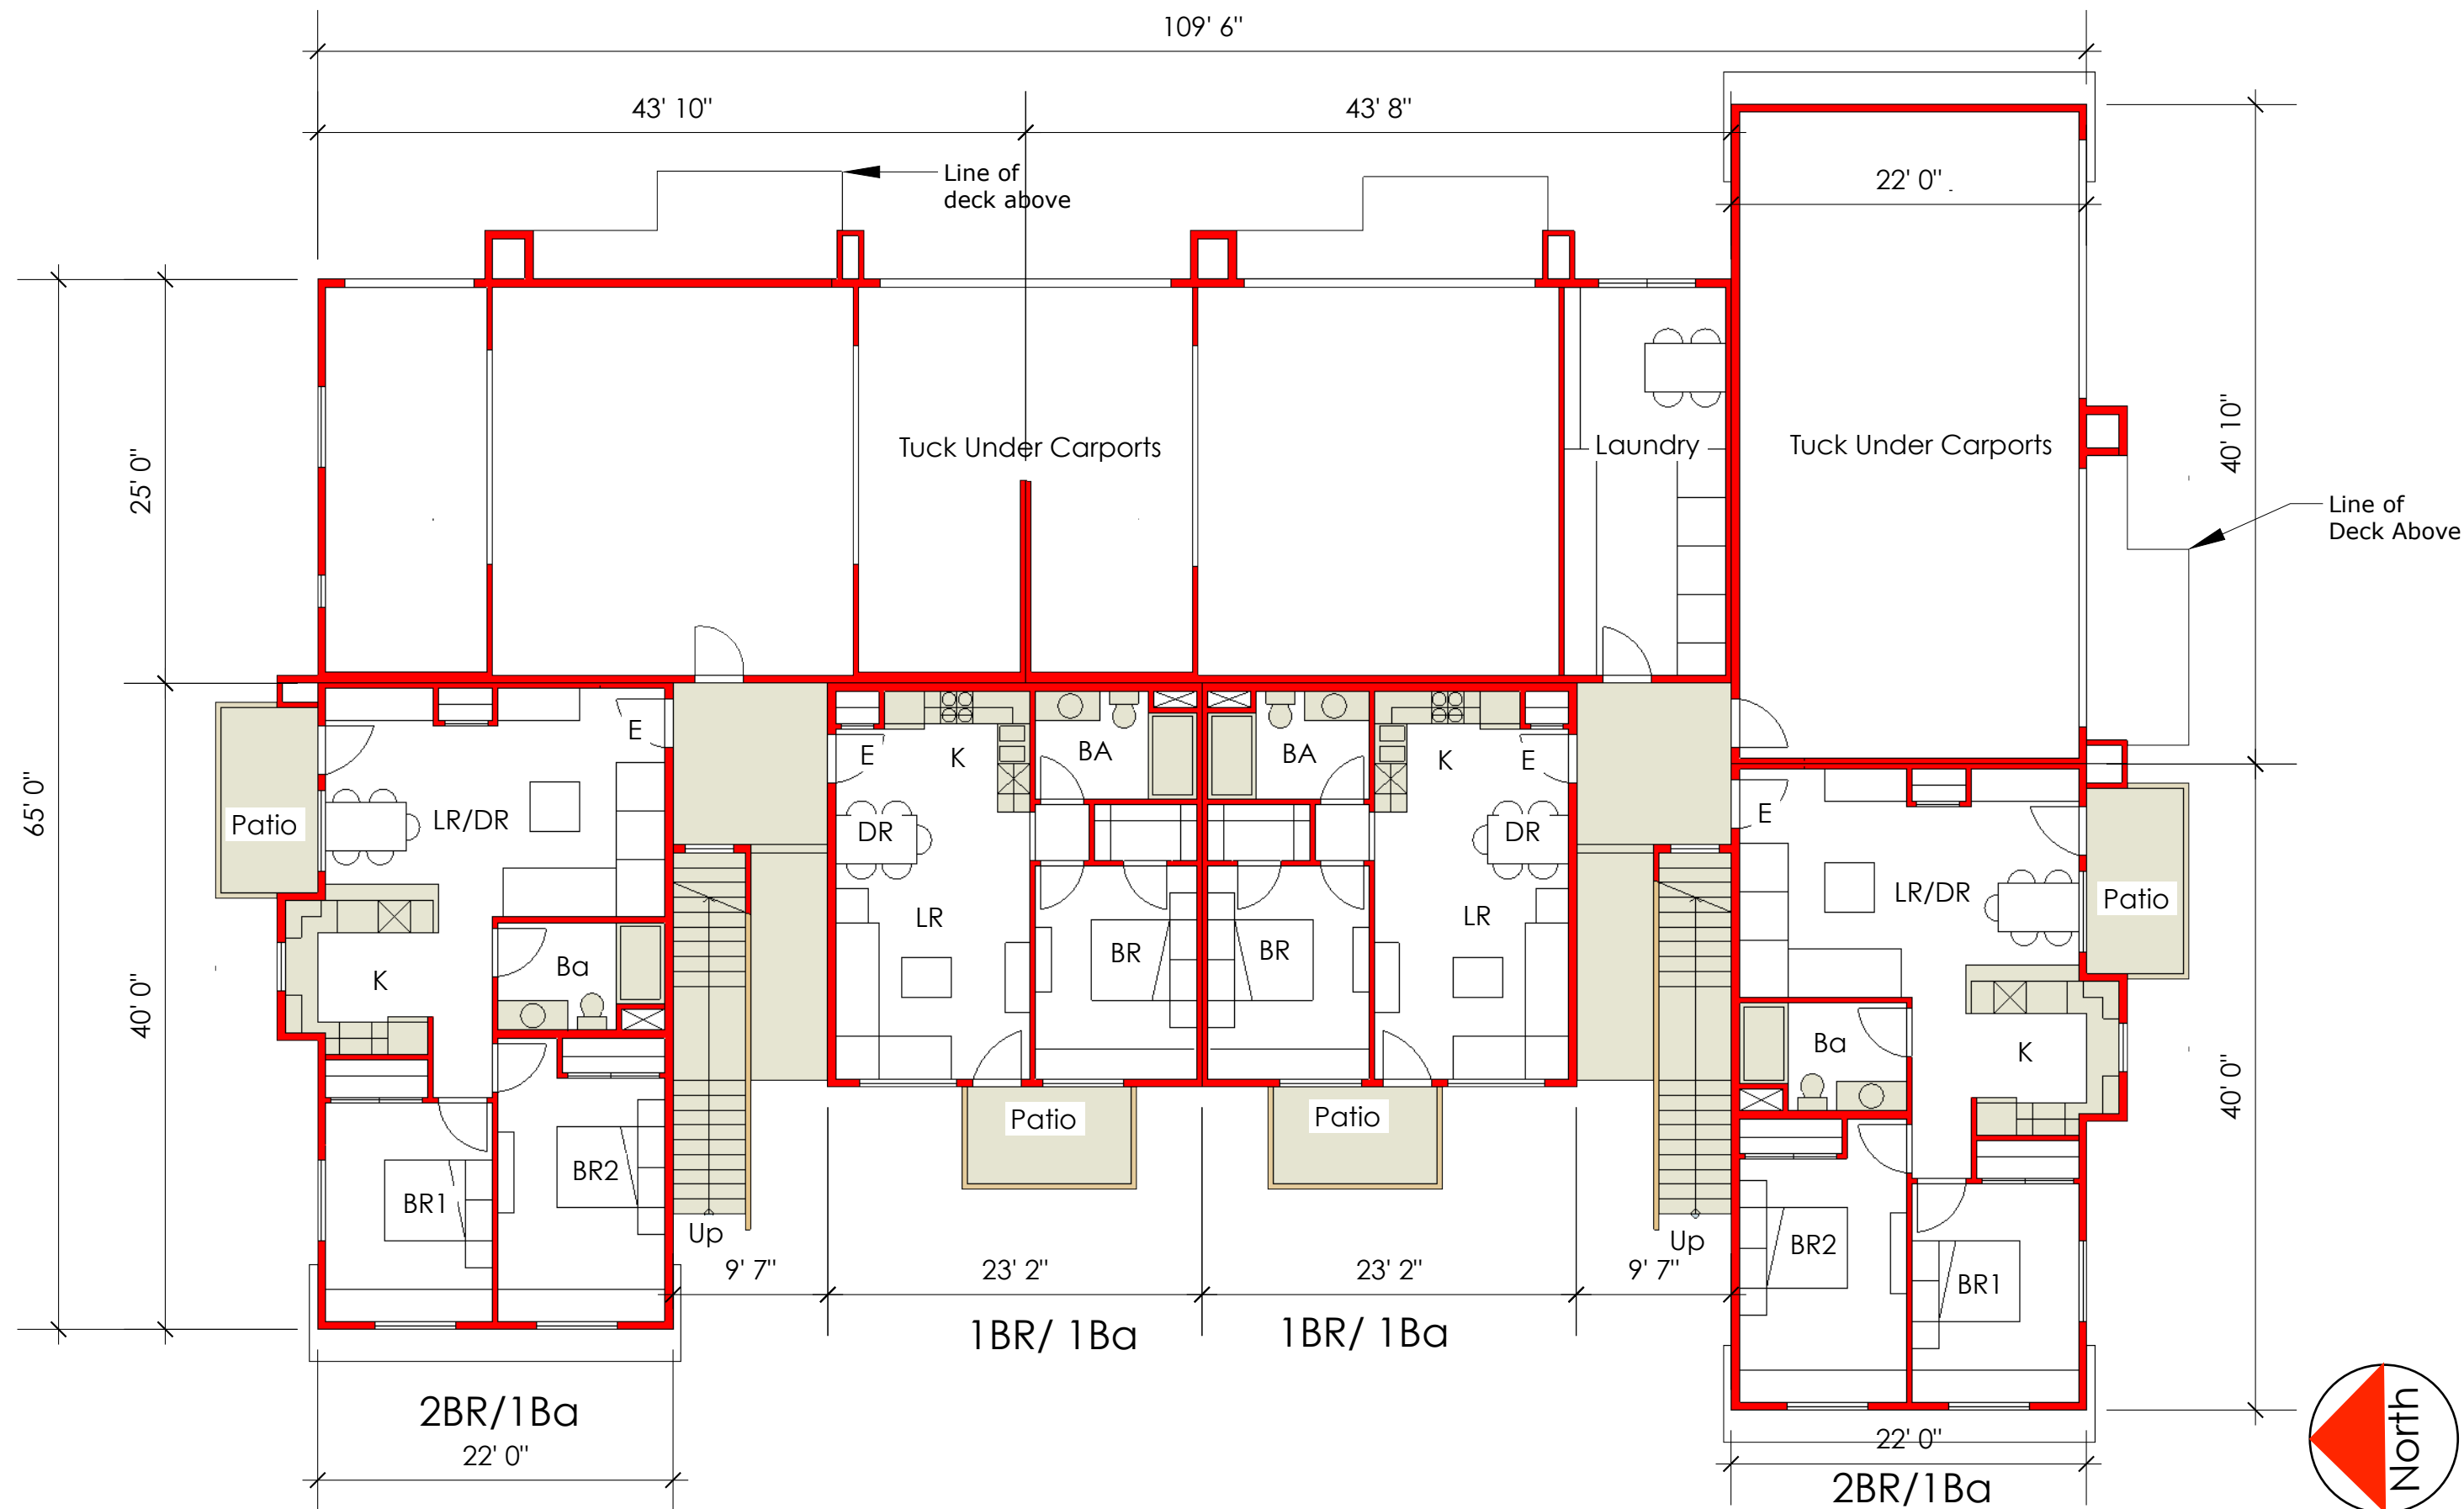 109' 6"
43' 10"
43' 8"
Line of
deck above
22' 0"
65' 0"
25' 0"
40' 10"
Tuck Under Carports
Laundry
Tuck Under Carports
Line of
Deck Above
E
E
K
BA
BA
K
E
E
Patio
LR/DR
DR
DR
LR/DR
Patio
LR
LR
40' 0"
K
Ba
BR
BR
Ba
K
40' 0"
Patio
Patio
BR1
BR2
Up
Up
BR2
BR1
9' 7"
23' 2"
23' 2"
9' 7"
1BR/ 1Ba
1BR/ 1Ba
2BR/1Ba
22' 0"
22' 0"
2BR/1Ba
North